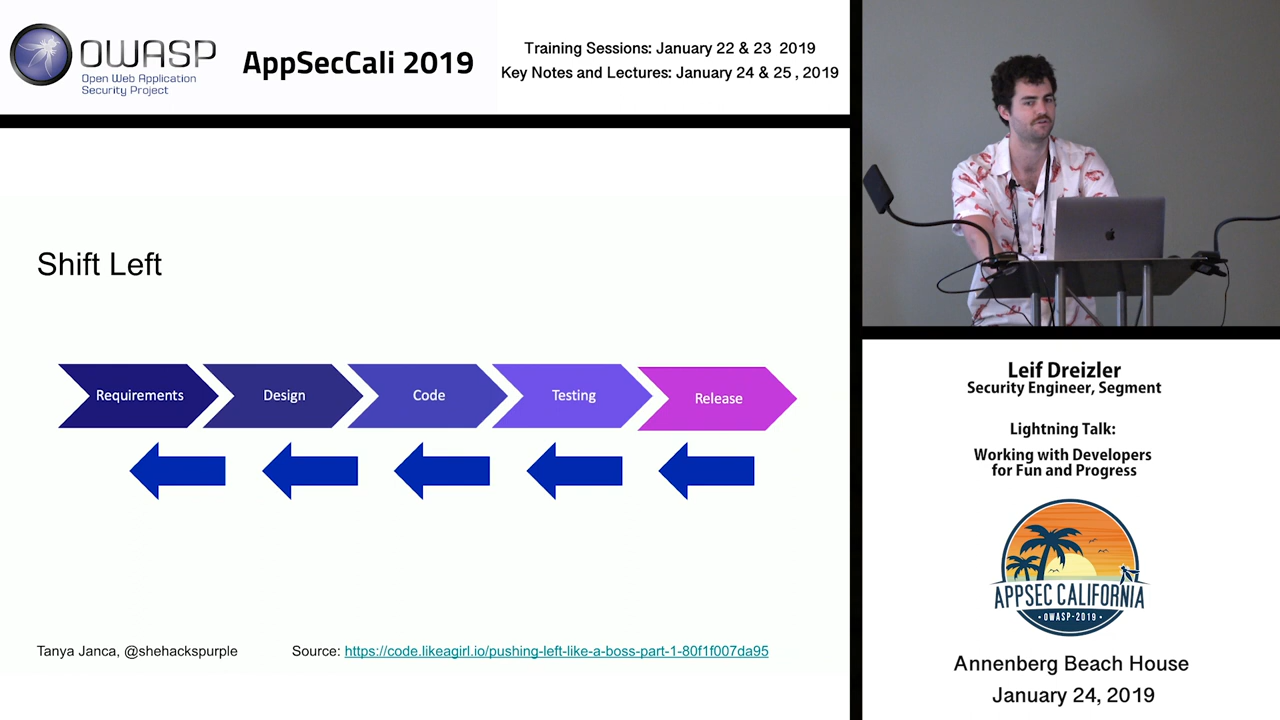 OWASP
Open Web Application
Security Project
AppSecCali 2019
Training Sessions: January 22 & 23 2019
Key Notes and Lectures: January 24 & 25 , 2019
Shift Left
Requirements
Design
Code
Testing
Release
Tanya Janca, @shehackspurple
Source: https://code.likeagirl.io/pushing-left-like-a-boss-part-1-80f1f007da95
Leif Dreizler
Security Engineer, Segment
Lightning Talk:
Working with Developers
for Fun and Progress
APPSEC CALIFORNIA
• OWASP-2019 •
Annenberg Beach House
January 24, 2019